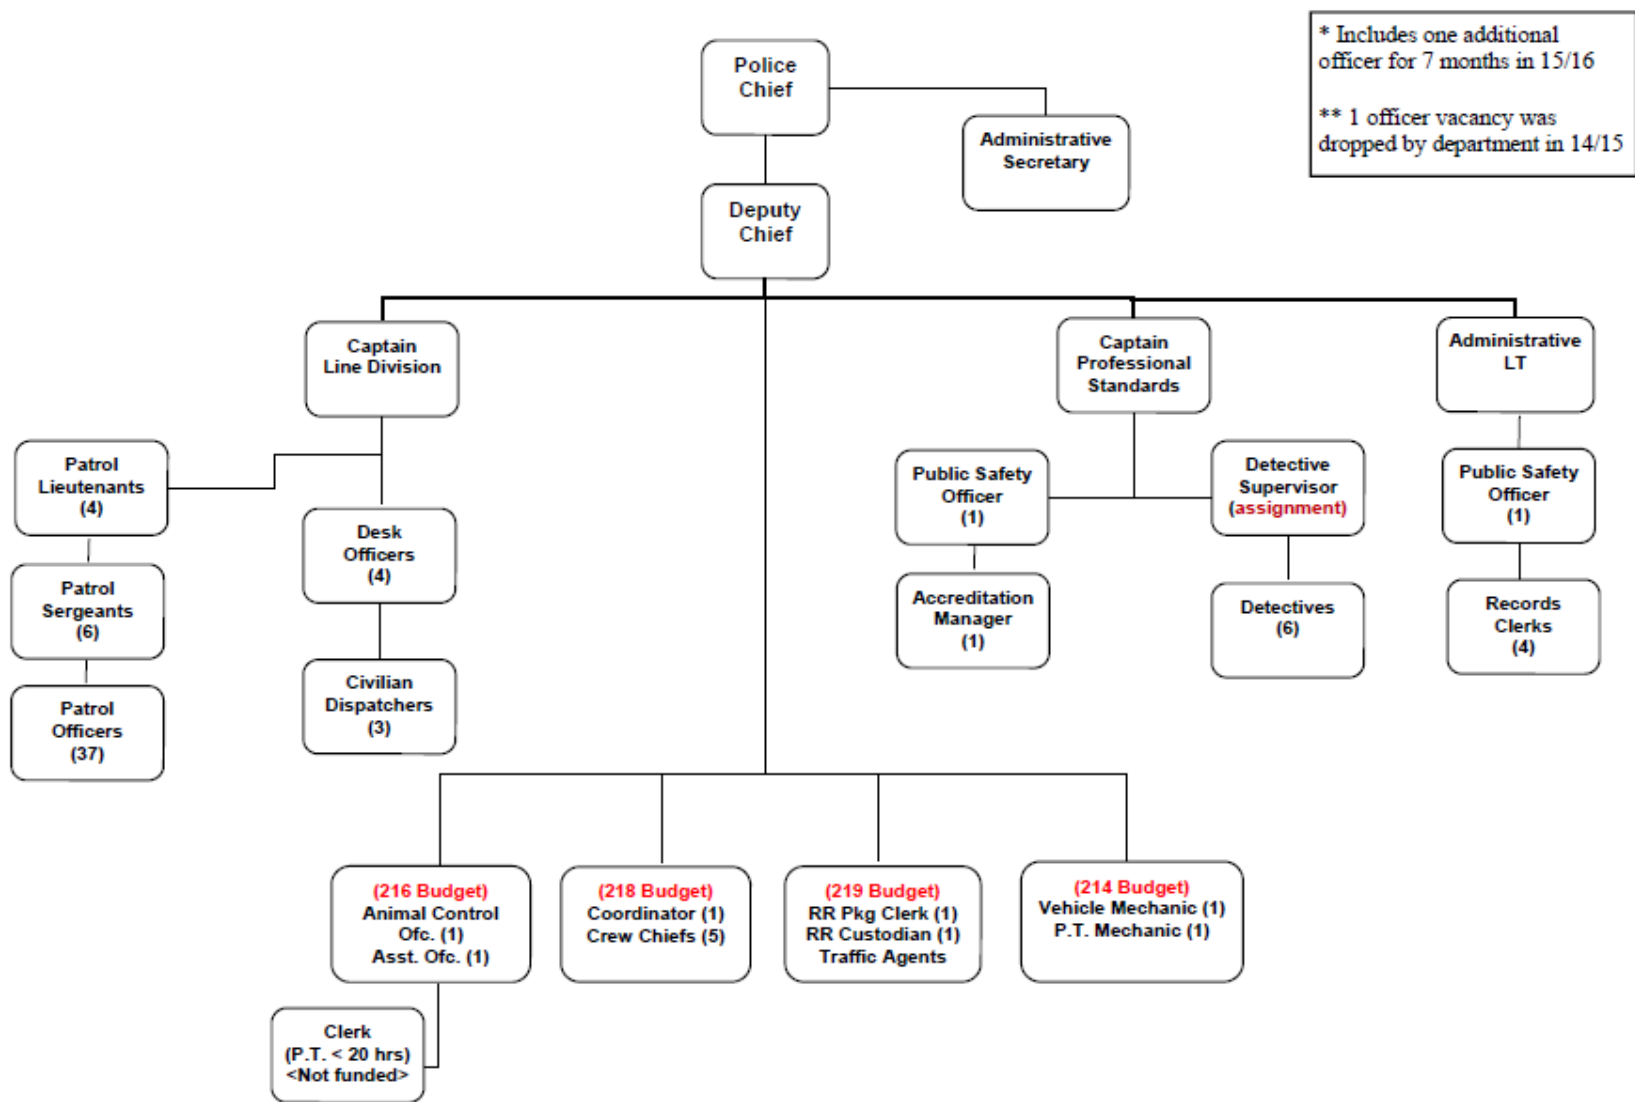 * Includes one additional
officer for 7 months in 15/16
** 1 officer vacancy was
dropped by department in 14/15
Police
Chief
Administrative
Secretary
Deputy
Chief
Captain
Line Division
Captain
Professional
Standards
Administrative
LT
Patrol
Lieutenants
(4)
Patrol
Sergeants
(6)
Patrol
Officers
(37)
Desk
Officers
(4)
Civilian
Dispatchers
(3)
Public Safety
Officer
(1)
Accreditation
Manager
(1)
Detective
Supervisor
(assignment)
Detectives
(6)
Public Safety
Officer
(1)
Records
Clerks
(4)
(216 Budget)
Animal Control
Ofc. (1)
Asst. Ofc. (1)
(218 Budget)
Coordinator (1)
Crew Chiefs (5)
(219 Budget)
RR Pkg Clerk (1)
RR Custodian (1)
Traffic Agents
(214 Budget)
Vehicle Mechanic (1)
P.T. Mechanic (1)
Clerk
(P.T. < 20 hrs)
<Not funded>